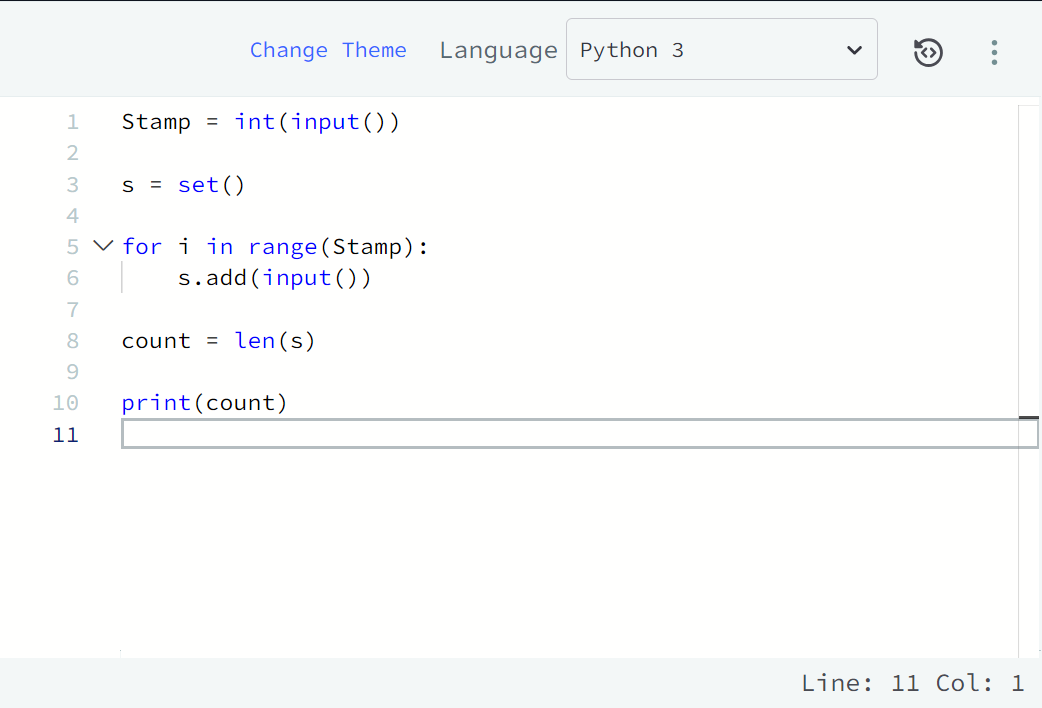 Change Theme Language Python 3
1 Stamp = int(input())
2
3 s = set()
4
5 for i in range(Stamp):
6     s.add(input())
7
8 count = len(s)
9
10 print(count)
11
Line: 11 Col: 1